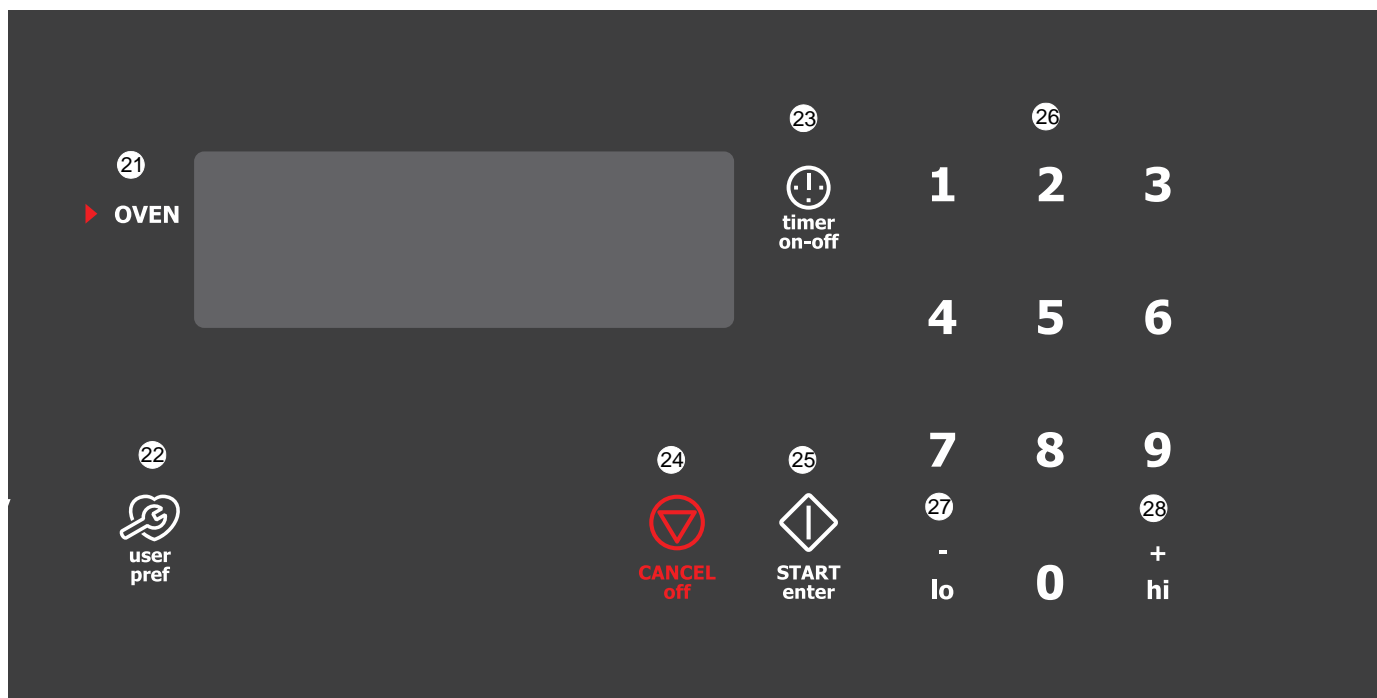 23
26
21
1 2 3
OVEN
timer
on-off
4 5 6
22
24
25
7 8 9
27
28
- +
user
pref
CANCEL
off
START
enter
lo 0 hi